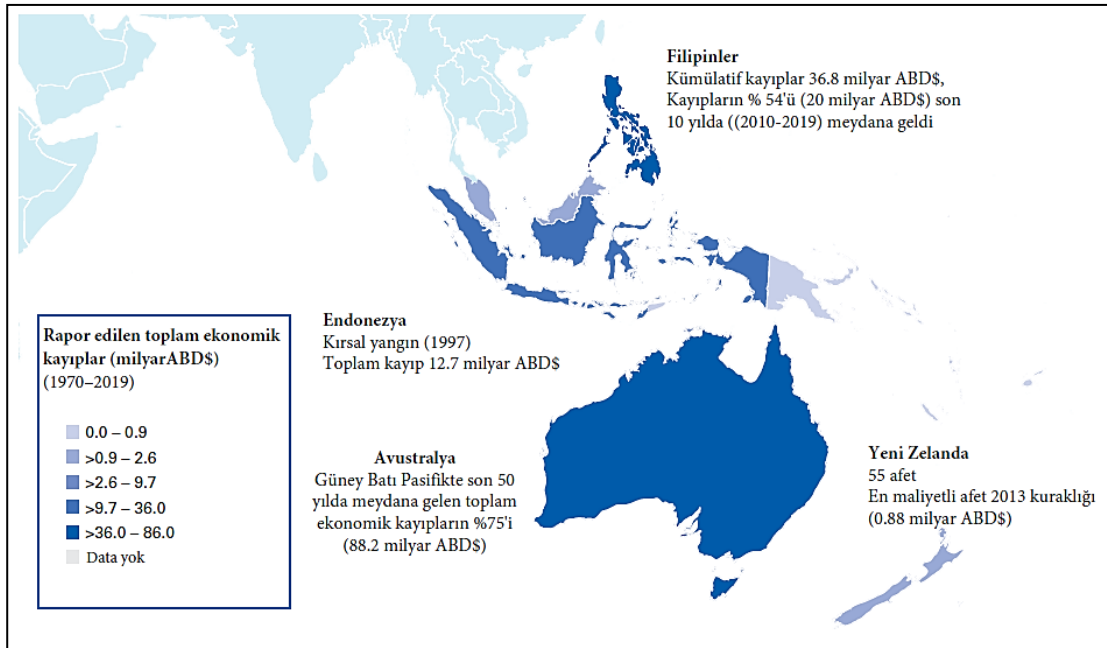 Filipinler
Kümülatif kayıplar 36.8 milyar ABD$,
Kayıpların % 54'ü (20 milyar ABD$) son
10 yılda ((2010-2019) meydana geldi
Endonezya
Kırsal yangın (1997)
Toplam kayıp 12.7 milyar ABD$
Rapor edilen toplam ekonomik
kayıplar (milyarABD$)
(1970–2019)
0.0 – 0.9
>0.9 – 2.6
>2.6 – 9.7
>9.7 – 36.0
>36.0 – 86.0
Data yok
Avustralya
Güney Batı Pasifikte son 50
yılda meydana gelen toplam
ekonomik kayıpların %75'i
(88.2 milyar ABD$)
Yeni Zelanda
55 afet
En maliyetli afet 2013 kuraklığı
(0.88 milyar ABD$)